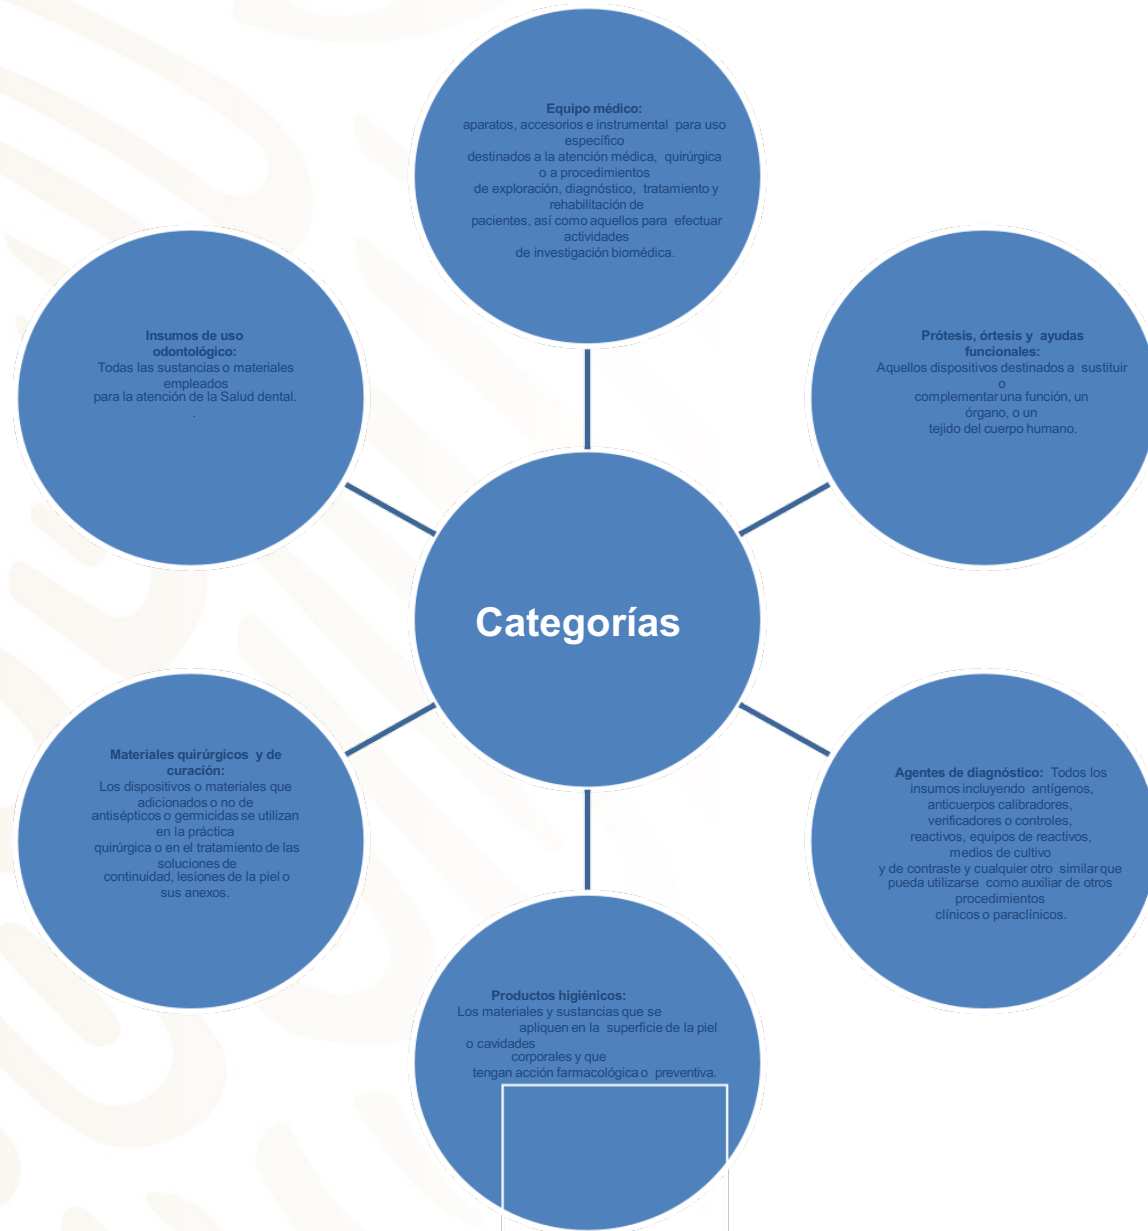 Equipo médico:
aparatos, accesorios e instrumental para uso
específico
destinados a la atención médica, quirúrgica
o a procedimientos
de exploración, diagnóstico, tratamiento y
rehabilitación de
pacientes, así como aquellos para efectuar
actividades
de investigación biomédica.
Insumos de uso
odontológico:
Todas las sustancias o materiales
empleados
para la atención de la Salud dental.
.
Prótesis, órtesis y ayudas
funcionales:
Aquellos dispositivos destinados a sustituir
o
complementar una función, un
órgano, o un
tejido del cuerpo humano.
Categorías
Materiales quirúrgicos y de
curación:
Los dispositivos o materiales que
adicionados o no de
antisépticos o germicidas se utilizan
en la práctica
quirúrgica o en el tratamiento de las
soluciones de
continuidad, lesiones de la piel o
sus anexos.
Agentes de diagnóstico: Todos los
insumos incluyendo antígenos,
anticuerpos calibradores,
verificadores o controles,
reactivos, equipos de reactivos,
medios de cultivo
y de contraste y cualquier otro similar que
pueda utilizarse como auxiliar de otros
procedimientos
clínicos o paraclínicos.
Productos higiénicos:
Los materiales y sustancias que se
apliquen en la superficie de la piel
o cavidades
corporales y que
tengan acción farmacológica o preventiva.